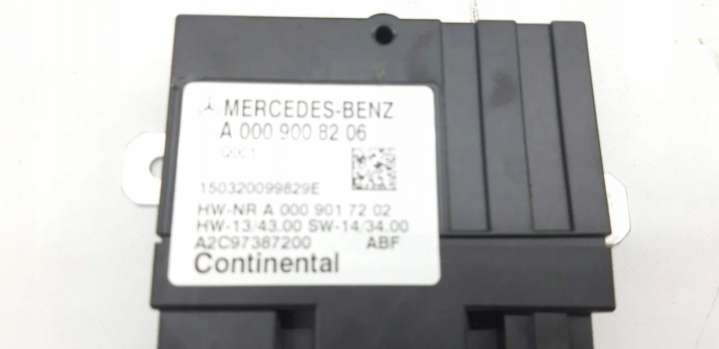 MERCEDES-BENZ
A 000 900 82 06
150320099829E
HW-NR A 000 901 72 02
HW-13/43.00 SW-14/34.00
A2C97387200 ABF
Continental